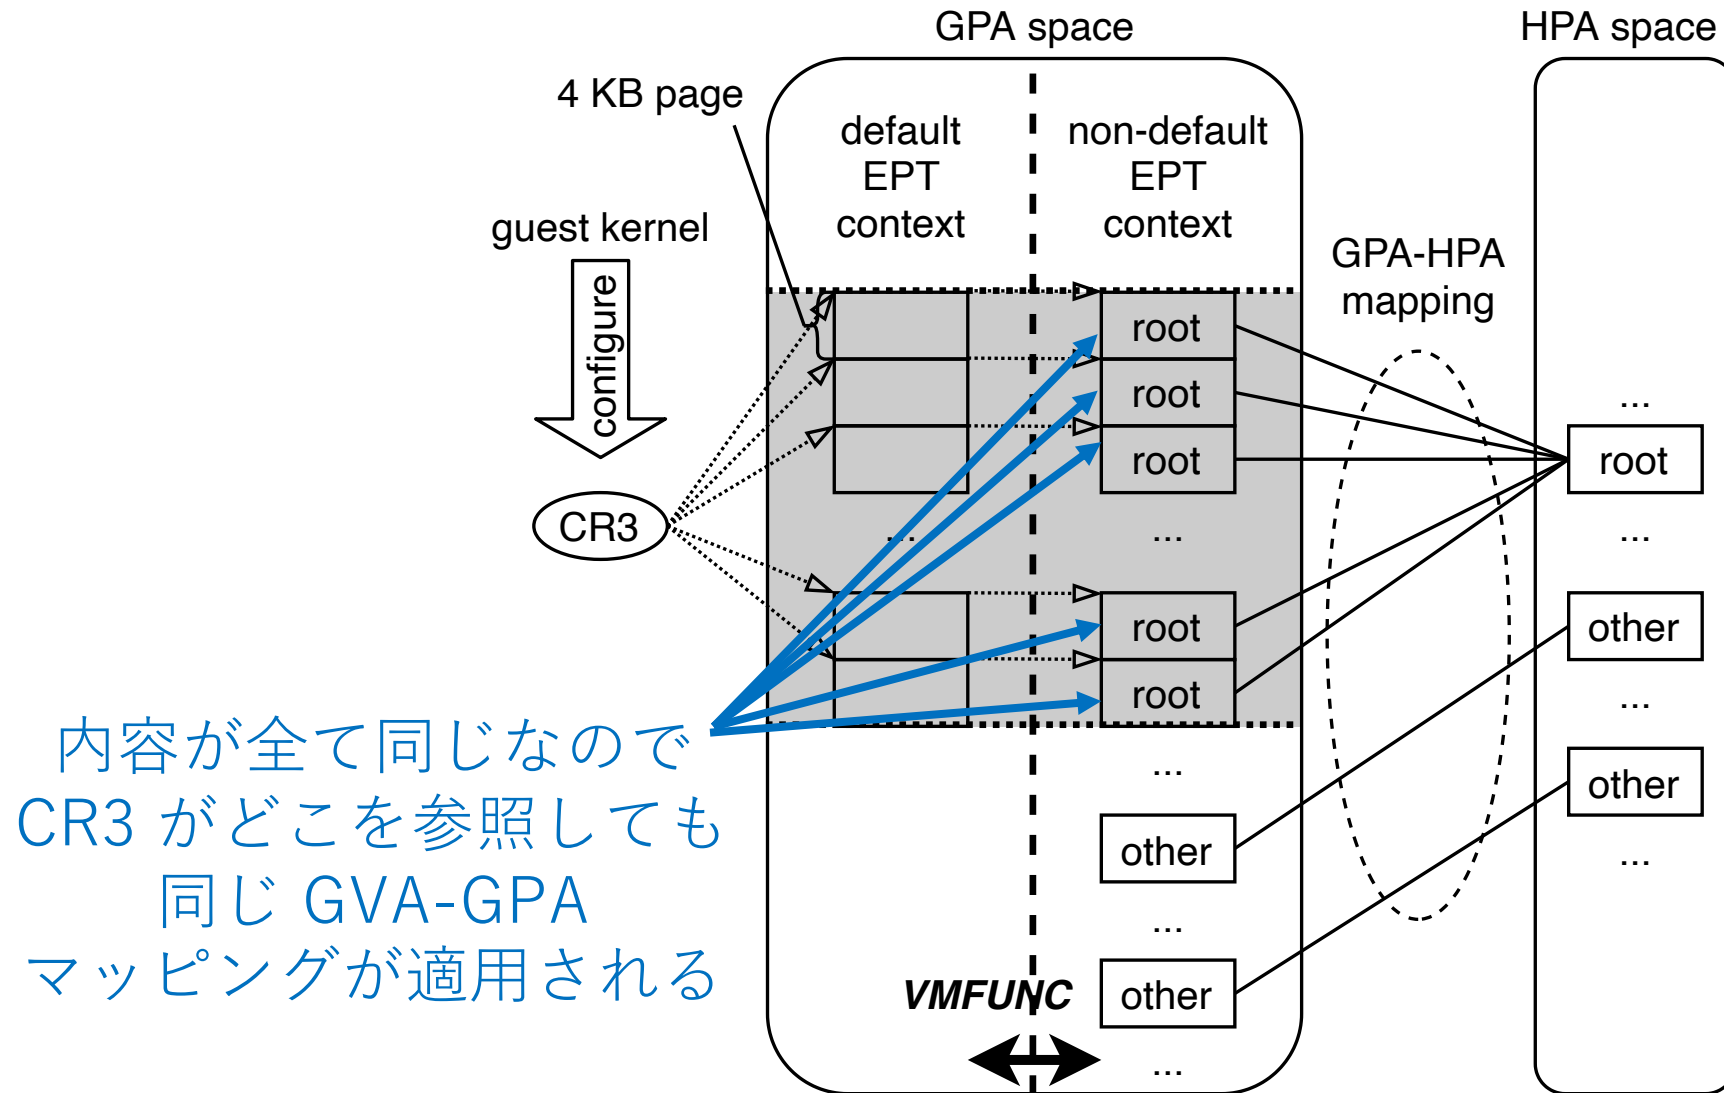 GPA space
HPA space
4 KB page
default
EPT
context
non-default
EPT
context
guest kernel
configure
CR3
GPA-HPA
mapping
root
root
root
...
...
root
root
...
other
...
other
...
...
root
...
other
...
other
...
VMFUNC
内容が全て同じなので
CR3 がどこを参照しても
同じ GVA-GPA
マッピングが適用される